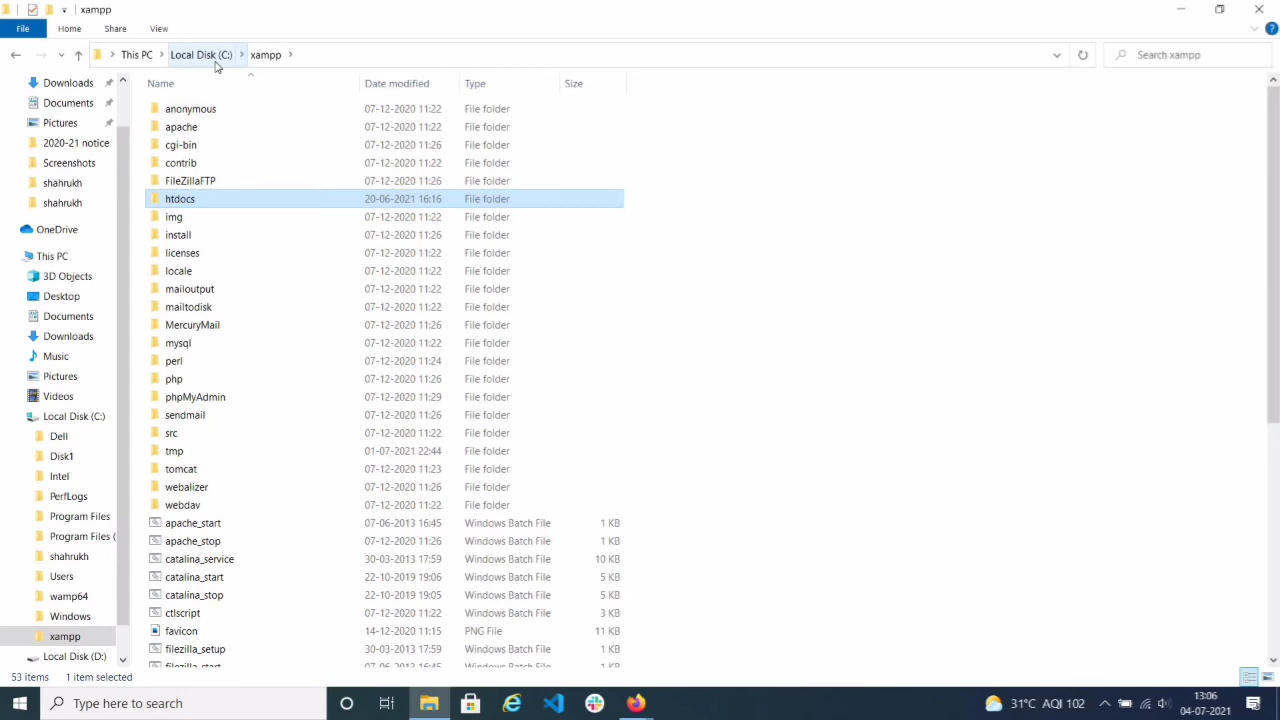 xampp
File Home Share View
This PC Local Disk (C:) xampp Search xampp
Name Date modified Type Size
Downloads
Documents
Pictures
2020-21 notice
Screenshots
shahrukh
shahrukh
OneDrive
This PC
3D Objects
Desktop
Documents
Downloads
Music
Pictures
Videos
Local Disk (C:)
Dell
Disk1
Intel
PerfLogs
Program Files
Program Files (
shahrukh
Users
wamp64
Windows
xampp
Local Disk (D:)
anonymous 07-12-2020 11:22 File folder
apache 07-12-2020 11:22 File folder
cgi-bin 07-12-2020 11:26 File folder
contrib 07-12-2020 11:22 File folder
FileZillaFTP 07-12-2020 11:26 File folder
htdocs 20-06-2021 16:16 File folder
img 07-12-2020 11:22 File folder
install 07-12-2020 11:26 File folder
licenses 07-12-2020 11:22 File folder
locale 07-12-2020 11:22 File folder
mailoutput 07-12-2020 11:22 File folder
mailtodisk 07-12-2020 11:22 File folder
MercuryMail 07-12-2020 11:26 File folder
mysql 07-12-2020 11:22 File folder
perl 07-12-2020 11:24 File folder
php 07-12-2020 11:26 File folder
phpMyAdmin 07-12-2020 11:29 File folder
sendmail 07-12-2020 11:26 File folder
src 07-12-2020 11:22 File folder
tmp 01-07-2021 22:44 File folder
tomcat 07-12-2020 11:23 File folder
webalizer 07-12-2020 11:26 File folder
webdav 07-12-2020 11:22 File folder
apache_start 07-06-2013 16:45 Windows Batch File 1 KB
apache_stop 07-12-2020 11:26 Windows Batch File 1 KB
catalina_service 30-03-2013 17:59 Windows Batch File 10 KB
catalina_start 22-10-2019 19:06 Windows Batch File 5 KB
catalina_stop 22-10-2019 19:05 Windows Batch File 5 KB
ctlscript 07-12-2020 11:22 Windows Batch File 3 KB
favicon 14-12-2020 11:15 PNG File 11 KB
filezilla_setup 30-03-2013 17:59 Windows Batch File 1 KB
filezilla_start 07-06-2013 16:45 Windows Batch File 1 KB
53 items 1 item selected
Type here to search
31°C AQI 102
13:06
04-07-2021